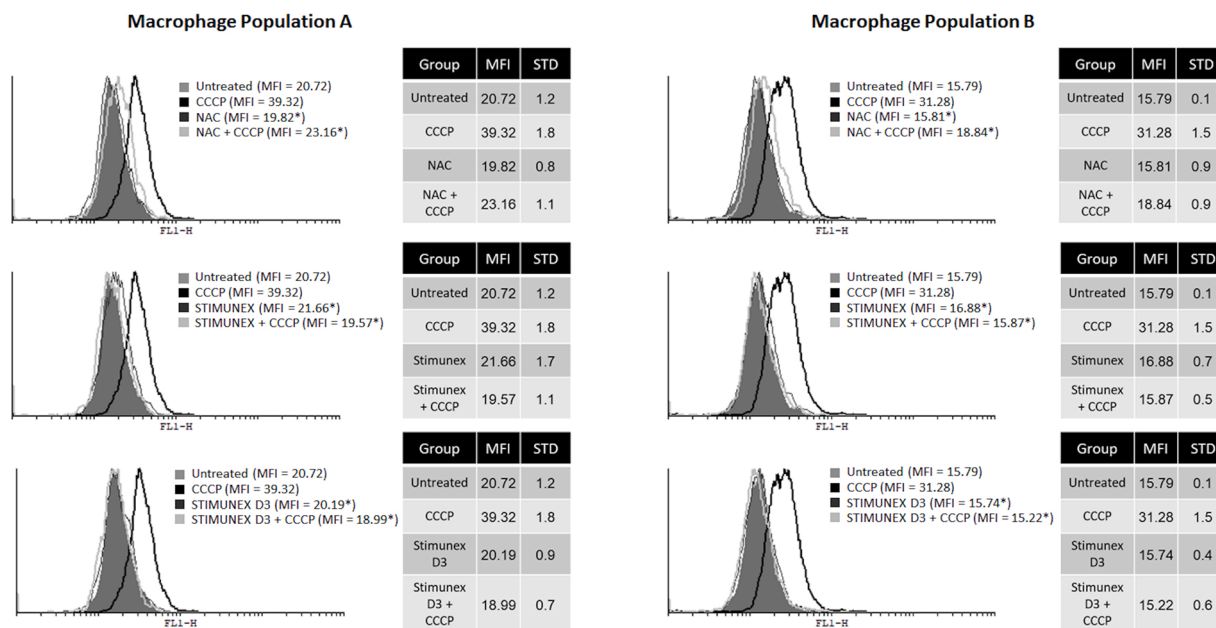 Macrophage Population A
Untreated (MFI = 20.72)
CCCP (MFI = 39.32)
NAC (MFI = 19.82*)
NAC + CCCP (MFI = 23.16*)
FL1-H
Group MFI STD
Untreated 20.72 1.2
CCCP 39.32 1.8
NAC 19.82 0.8
NAC +
CCCP 23.16 1.1
Untreated (MFI = 20.72)
CCCP (MFI = 39.32)
STIMUNEX (MFI = 21.66*)
STIMUNEX + CCCP (MFI = 19.57*)
FL1-H
Group MFI STD
Untreated 20.72 1.2
CCCP 39.32 1.8
Stimunex 21.66 1.7
Stimunex
+ CCCP 19.57 1.1
Untreated (MFI = 20.72)
CCCP (MFI = 39.32)
STIMUNEX D3 (MFI = 20.19*)
STIMUNEX D3 + CCCP (MFI = 18.99*)
FL1-H
Group MFI STD
Untreated 20.72 1.2
CCCP 39.32 1.8
Stimunex
D3 20.19 0.9
Stimunex
D3 + 18.99 0.7
CCCP
Macrophage Population B
Untreated (MFI = 15.79)
CCCP (MFI = 31.28)
NAC (MFI = 15.81*)
NAC + CCCP (MFI = 18.84*)
FL1-H
Group MFI STD
Untreated 15.79 0.1
CCCP 31.28 1.5
NAC 15.81 0.9
NAC +
CCCP 18.84 0.9
Untreated (MFI = 15.79)
CCCP (MFI = 31.28)
STIMUNEX (MFI = 16.88*)
STIMUNEX + CCCP (MFI = 15.87*)
FL1-H
Group MFI STD
Untreated 15.79 0.1
CCCP 31.28 1.5
Stimunex 16.88 0.7
Stimunex
+ CCCP 15.87 0.5
Untreated (MFI = 15.79)
CCCP (MFI = 31.28)
STIMUNEX D3 (MFI = 15.74*)
STIMUNEX D3 + CCCP (MFI = 15.22*)
FL1-H
Group MFI STD
Untreated 15.79 0.1
CCCP 31.28 1.5
Stimunex
D3 15.74 0.4
Stimunex
D3 + 15.22 0.6
CCCP